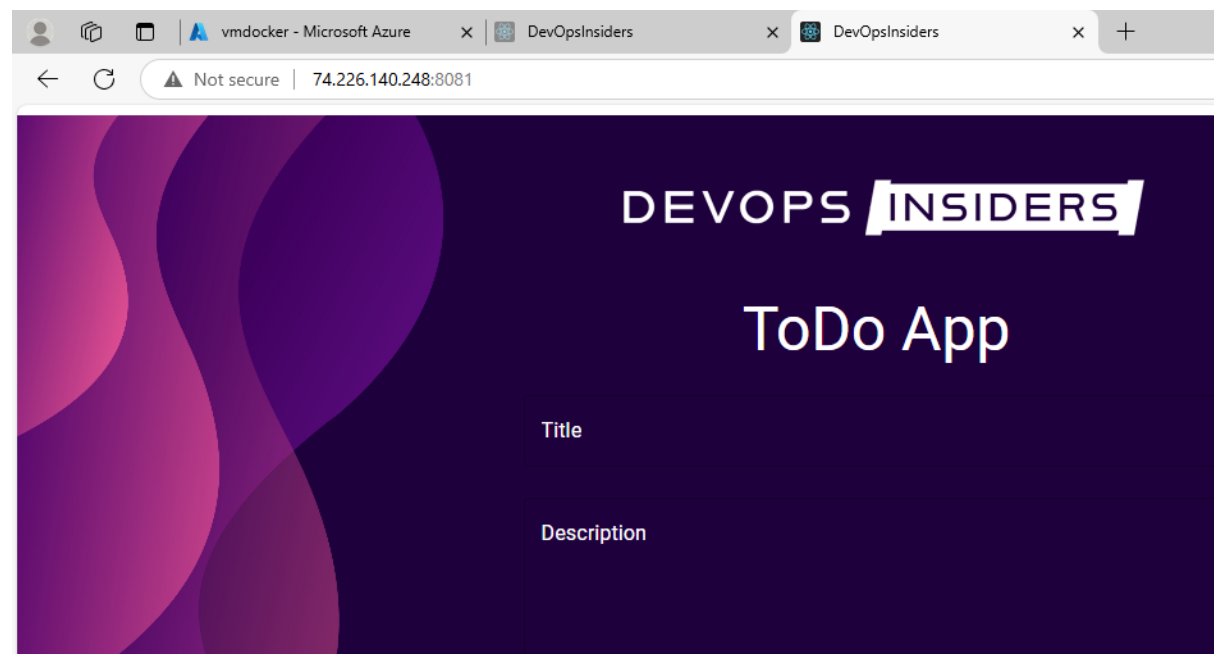 vmdocker - Microsoft Azure
DevOpsInsiders
DevOpsInsiders
Not secure
74.226.140.248:8081
DEVOPS INSIDERS
ToDo App
Title
Description